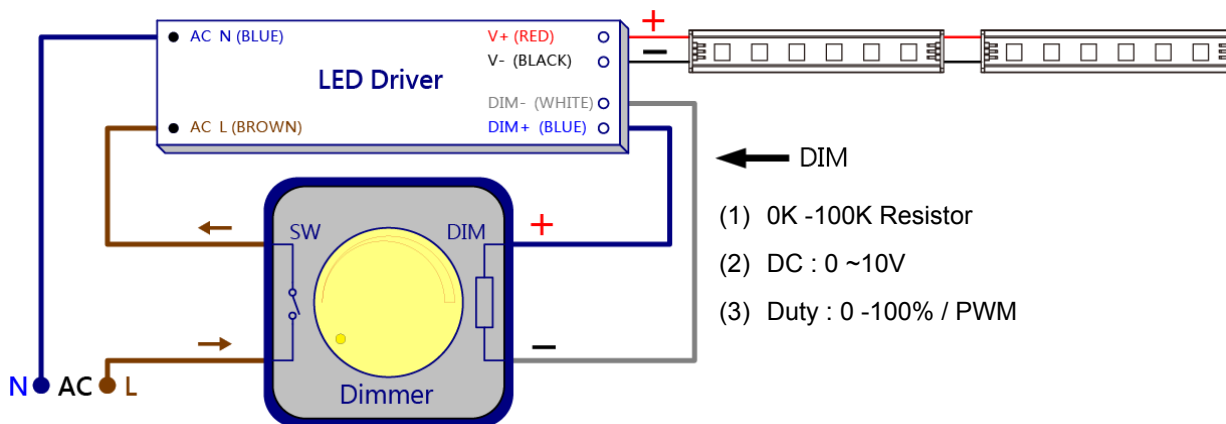 AC N (BLUE)
V+ (RED)
+
V- (BLACK)
−
LED Driver
DIM- (WHITE)
AC L (BROWN)
DIM+ (BLUE)
DIM
(1) 0K -100K Resistor
SW
DIM
+
(2) DC : 0 ~10V
(3) Duty : 0 -100% / PWM
−
N AC L
Dimmer